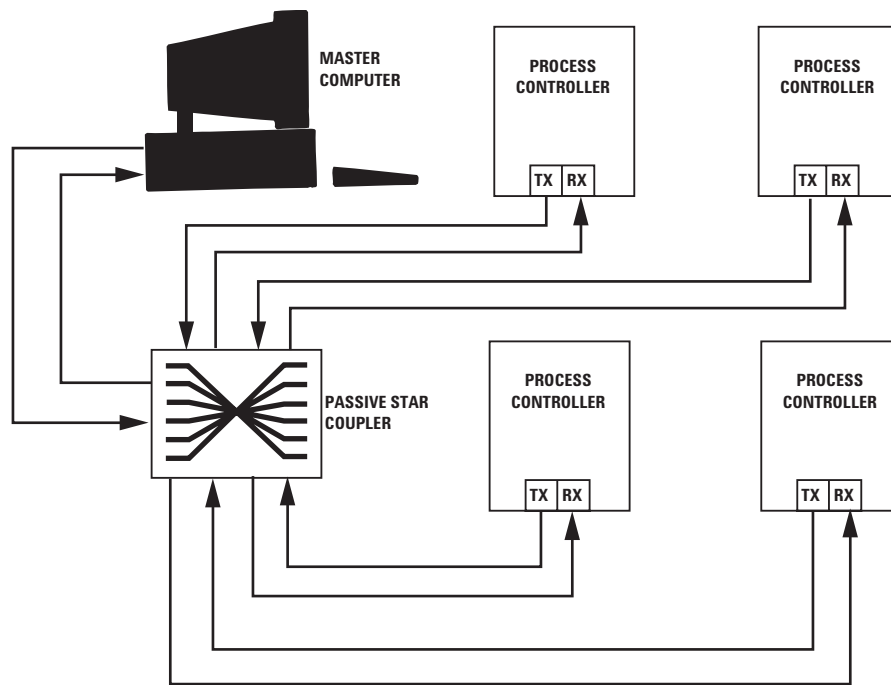 MASTER
COMPUTER
PROCESS
CONTROLLER
TX RX
PROCESS
CONTROLLER
TX RX
PASSIVE STAR
COUPLER
PROCESS
CONTROLLER
TX RX
PROCESS
CONTROLLER
TX RX